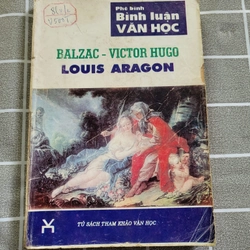 Phê bình
Bình luận
VĂN HỌC
BALZAC - VICTOR HUGO
LOUIS ARAGON
TỦ SÁCH THAM KHẢO VĂN HỌC